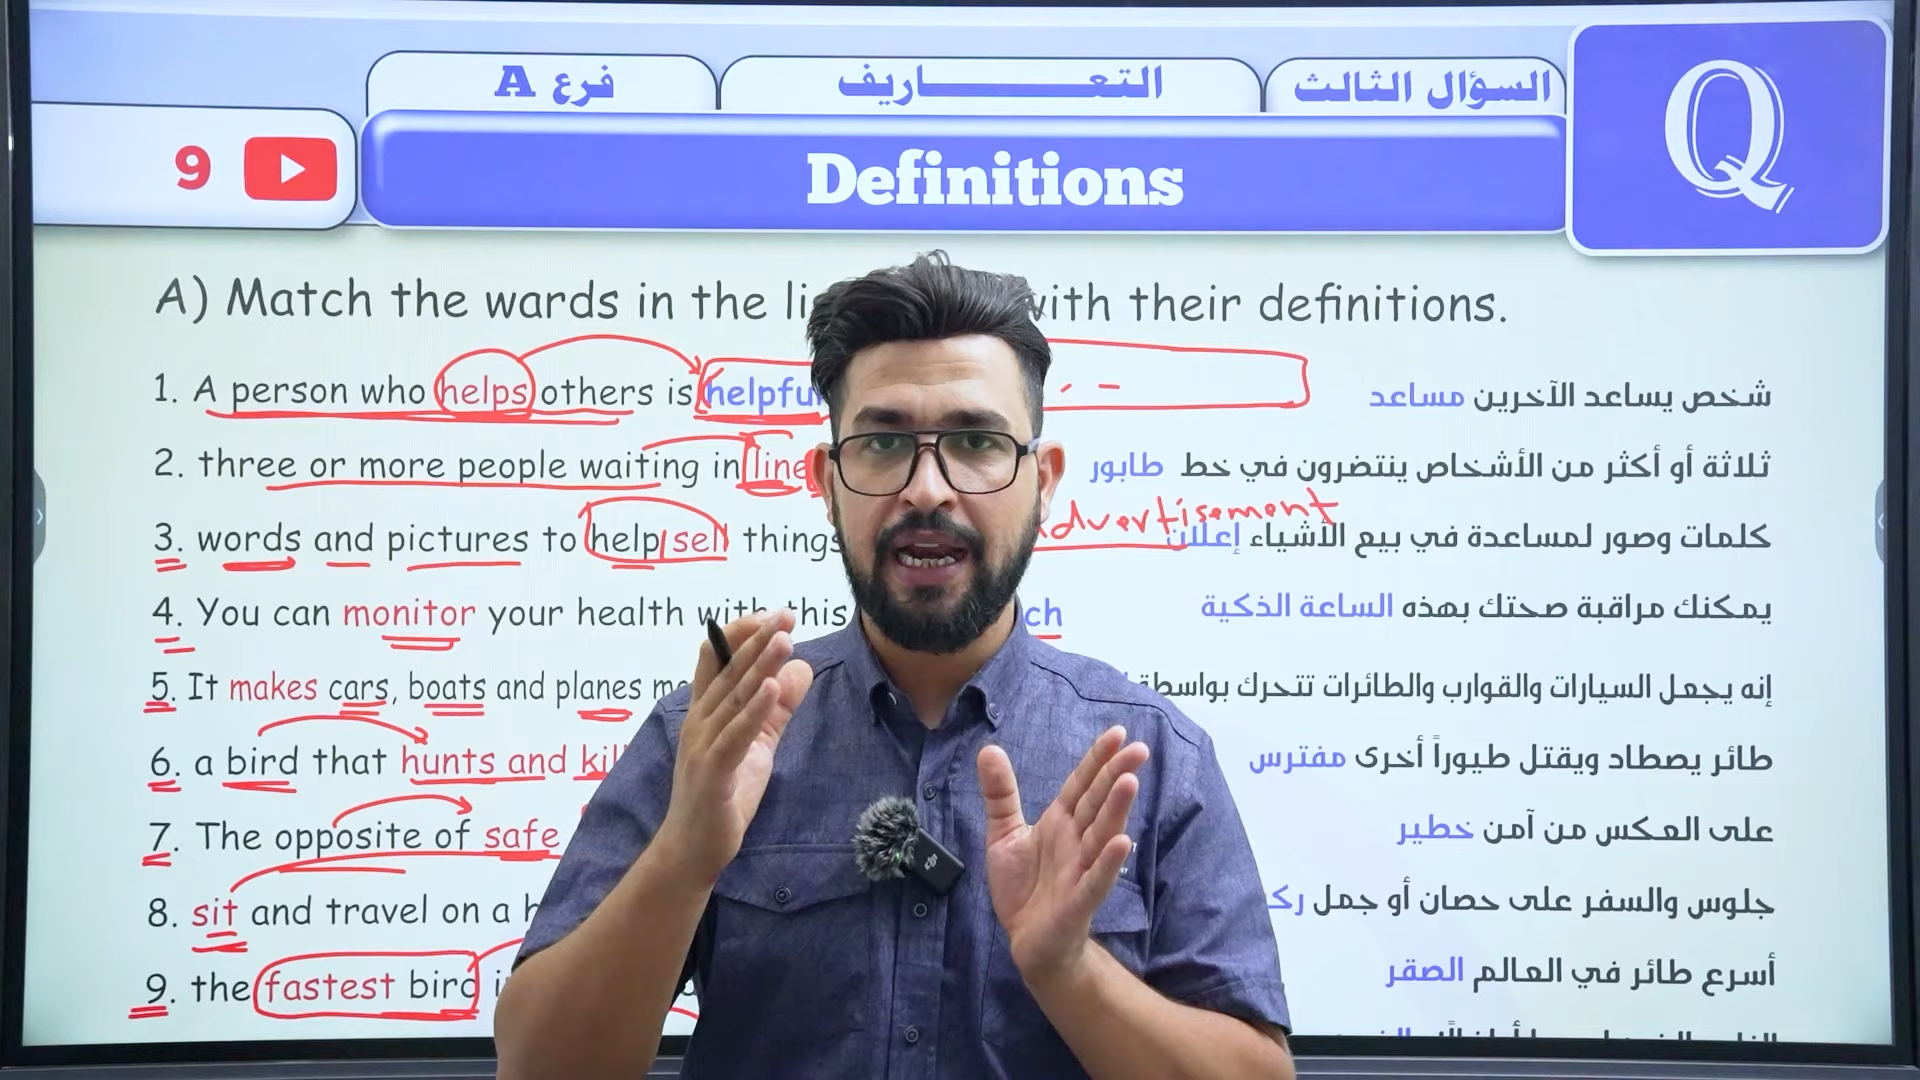 السؤال الثالث
التعـــــــــــاريف
فرع A
Q
9
Definitions
A) Match the wards in the with their definitions.
1. A person who helps others is
شخص يساعد الآخرين مساعد
2. three or more people waiting in line
ثلاثة أو أكثر من الأشخاص ينتضرون في خط طابور
3. words and pictures to help sell things
كلمات وصور لمساعدة في بيع الأشياء إعلان
4. You can monitor your health with this
يمكنك مراقبة صحتك بهذه الساعة الذكية
5. It makes cars, boats and planes
إنه يجعل السيارات والقوارب والطائرات تتحرك بواسطة
6. a bird that hunts and
طائر يصطاد ويقتل طيوراً أخرى مفترس
7. The opposite of safe
على العكس من آمن خطير
8. sit and travel on a
جلوس والسفر على حصان أو جمل
9. the fastest bird
أسرع طائر في العالم الصقر